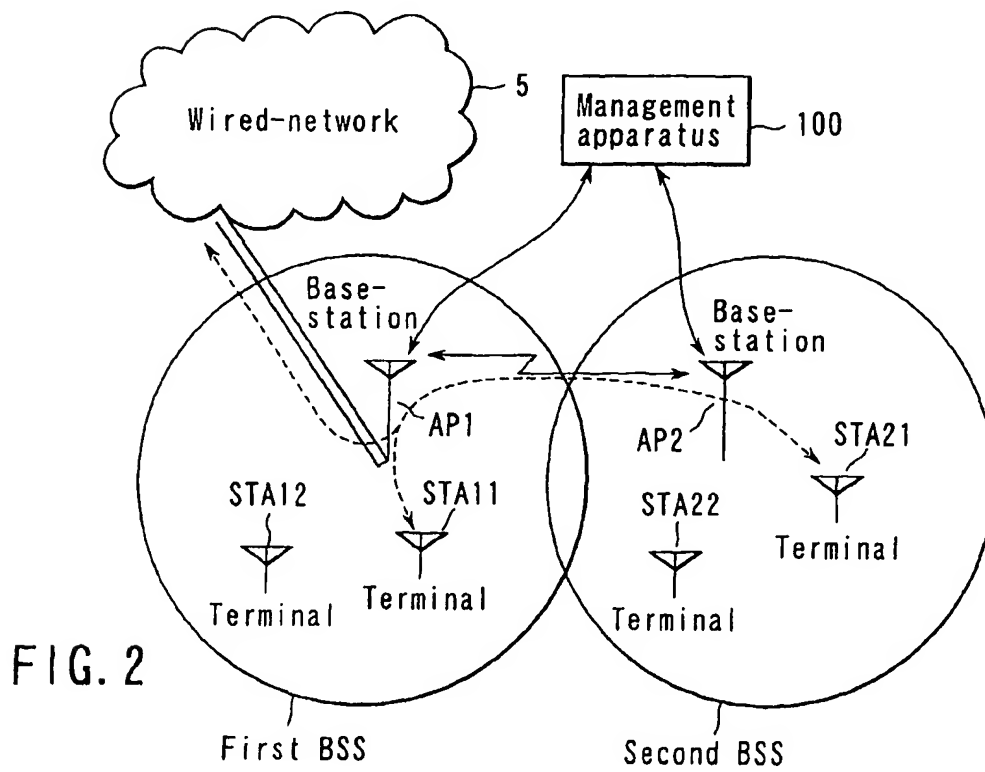 Wired-network
5
Management
apparatus
100
Base-
station
Base-
station
AP1
AP2
STA21
STA12
STA11
STA22
Terminal
Terminal
Terminal
Terminal
FIG. 2
First BSS
Second BSS